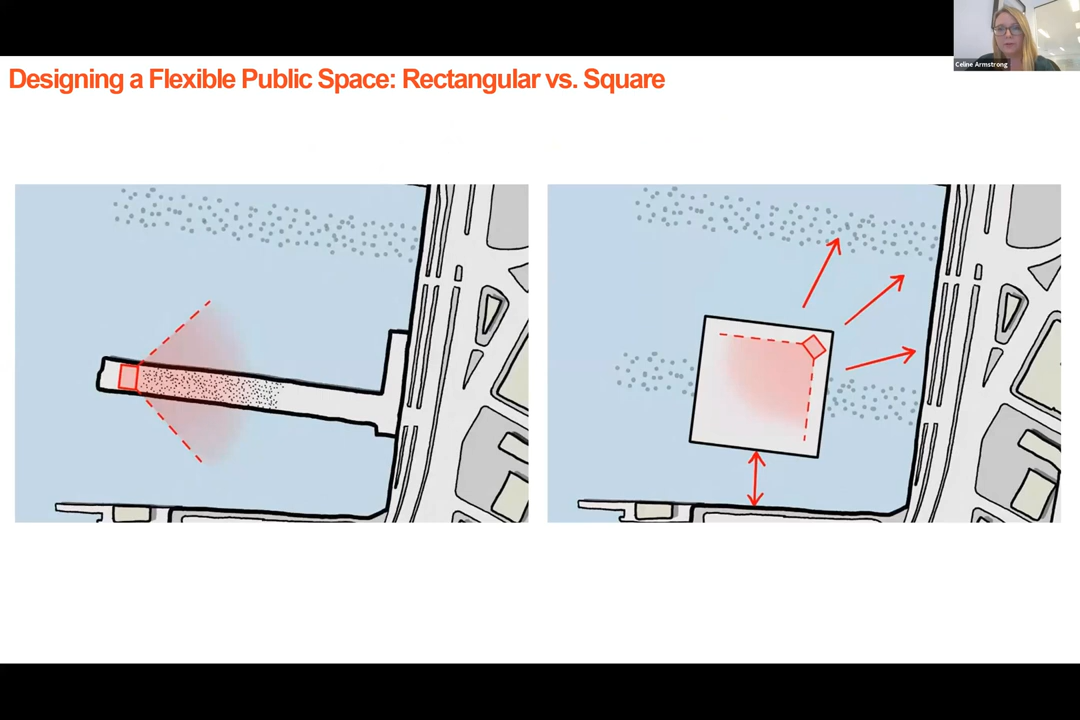 Celine Armstrong
Designing a Flexible Public Space: Rectangular vs. Square